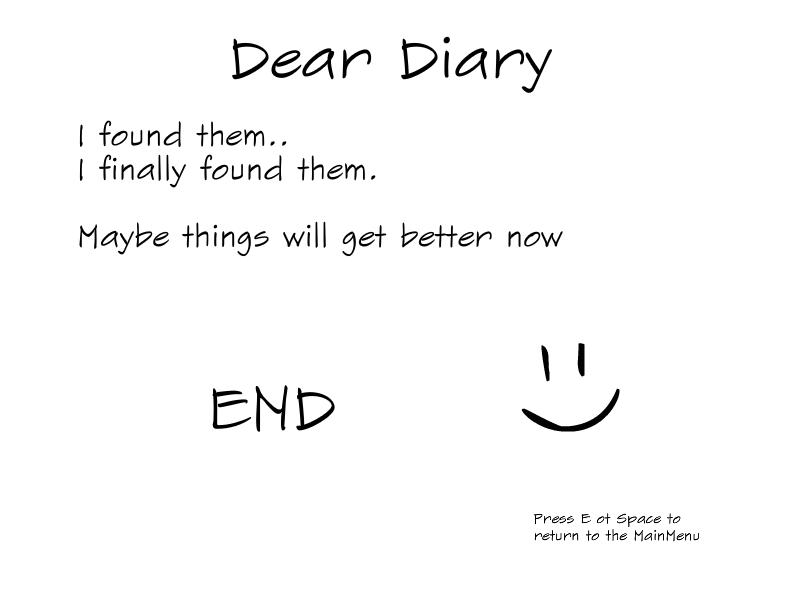 Dear Diary
I found them..
I finally found them.
Maybe things will get better now
END
Press E ot Space to
return to the MainMenu